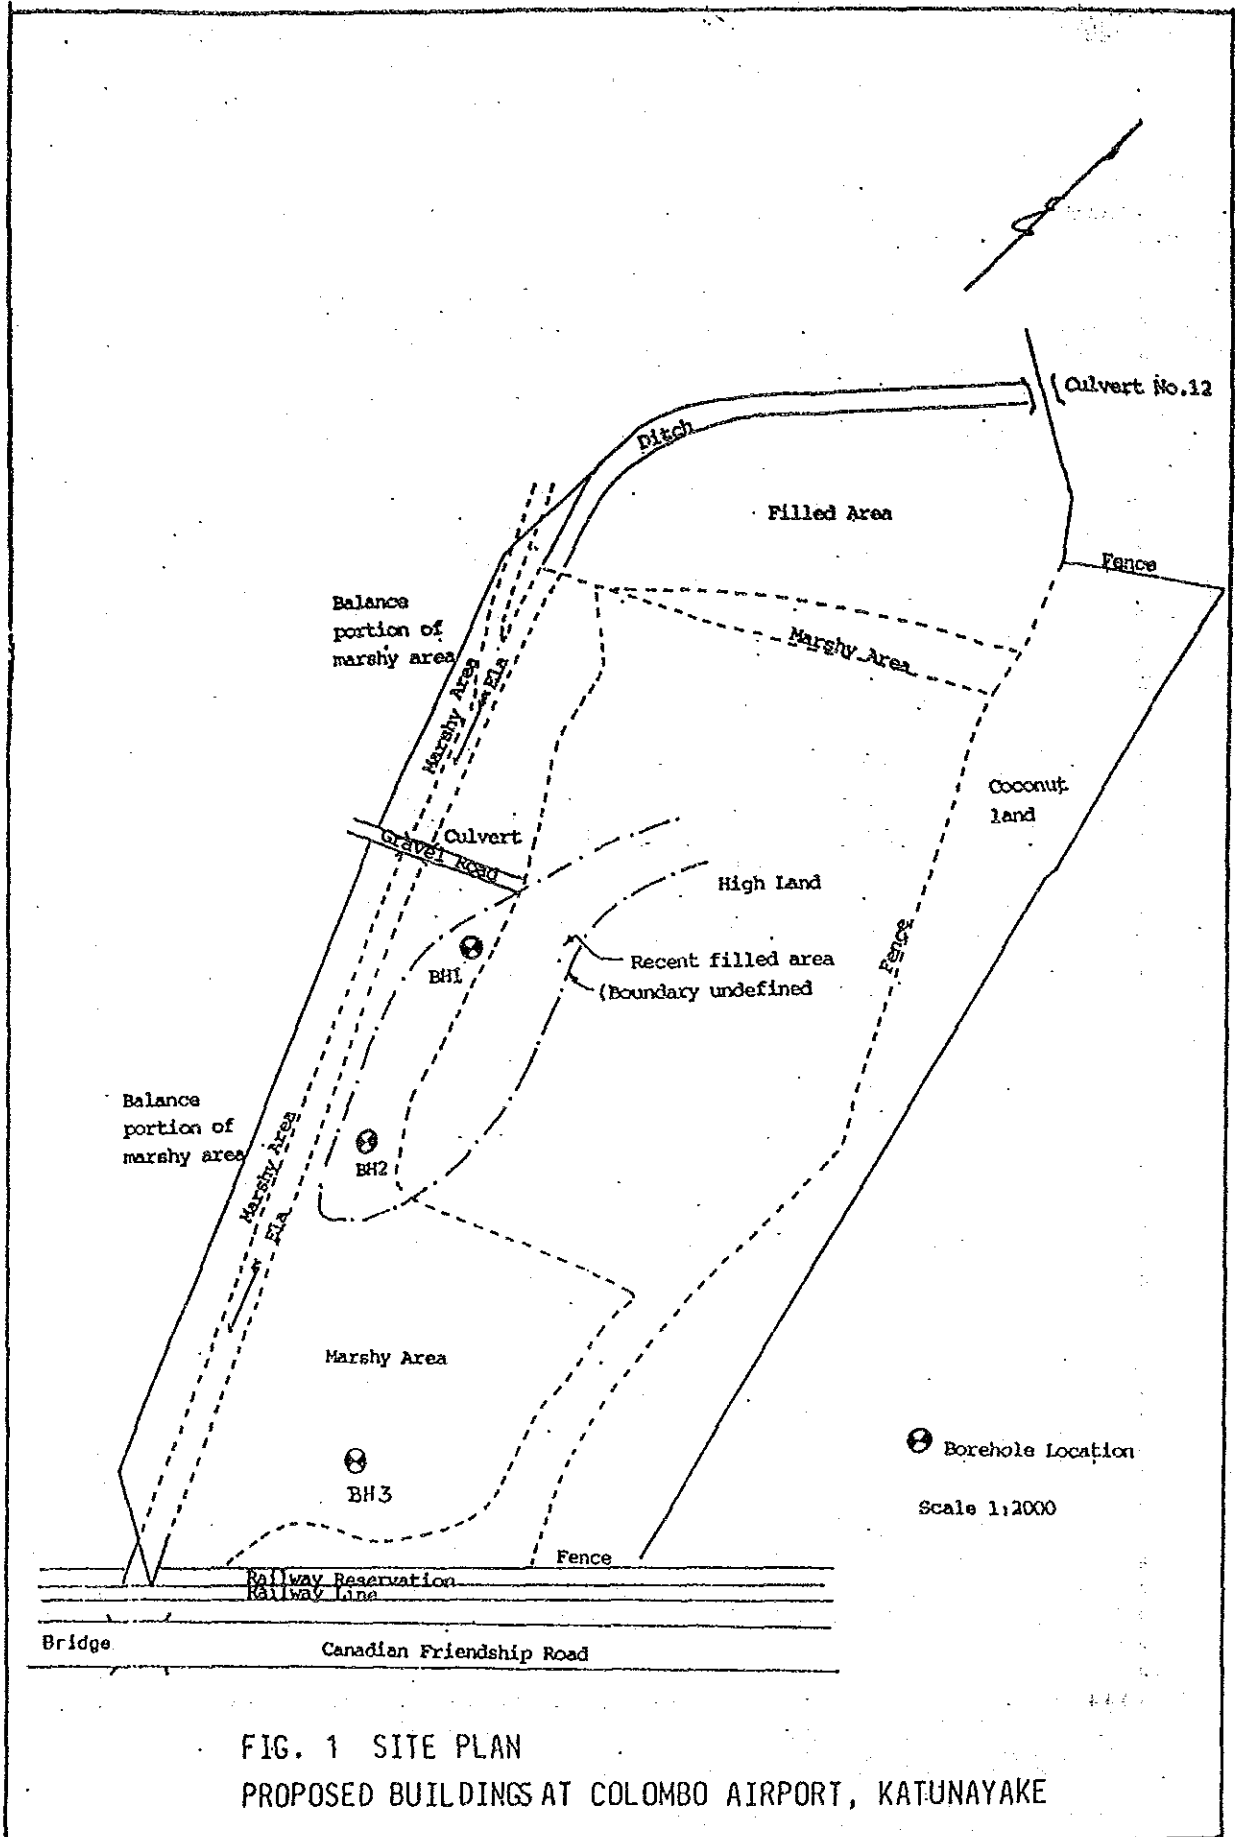 Culvert No.12
Ditch
Filled Area
Fence
Balance
portion of
marshy area
Marshy Area
Marshy Area
Ela
Coconut
land
Culvert
Gravel Road
High Land
BH1
Recent filled area
(Boundary undefined
Fence
Balance
portion of
marshy area
Marshy Area
BH2
Ela
Marshy Area
Borehole Location
BH3
Scale 1:2000
Fence
Railway Reservation
Railway Line
Bridge
Canadian Friendship Road
FIG. 1 SITE PLAN
PROPOSED BUILDINGS AT COLOMBO AIRPORT, KATUNAYAKE